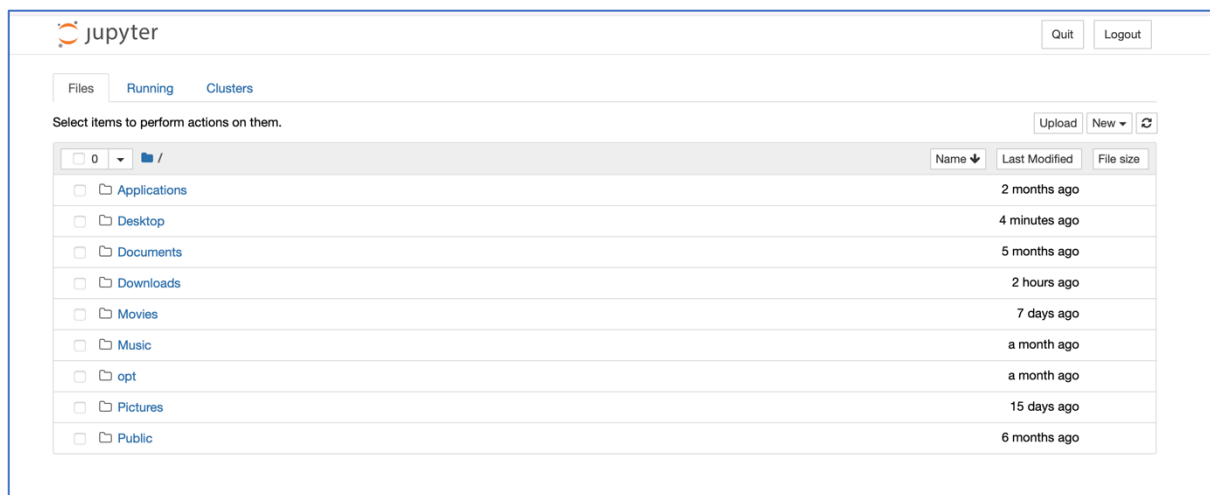 jupyter
Quit Logout
Files Running Clusters
Select items to perform actions on them.
Upload New
0 /
Name Last Modified File size
Applications 2 months ago
Desktop 4 minutes ago
Documents 5 months ago
Downloads 2 hours ago
Movies 7 days ago
Music a month ago
opt a month ago
Pictures 15 days ago
Public 6 months ago